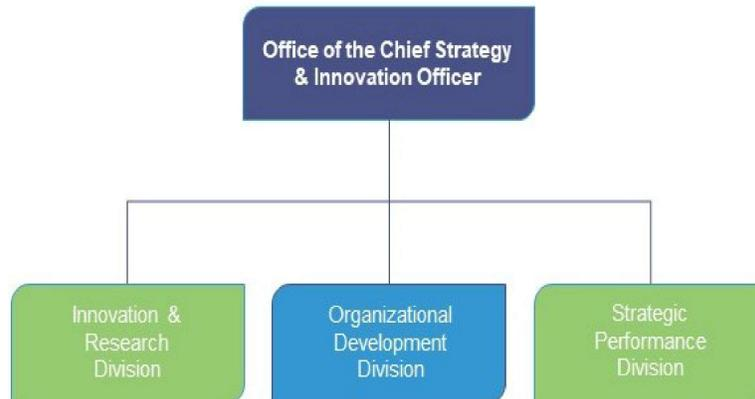 Office of the Chief Strategy
& Innovation Officer
Innovation &
Research
Division
Organizational
Development
Division
Strategic
Performance
Division